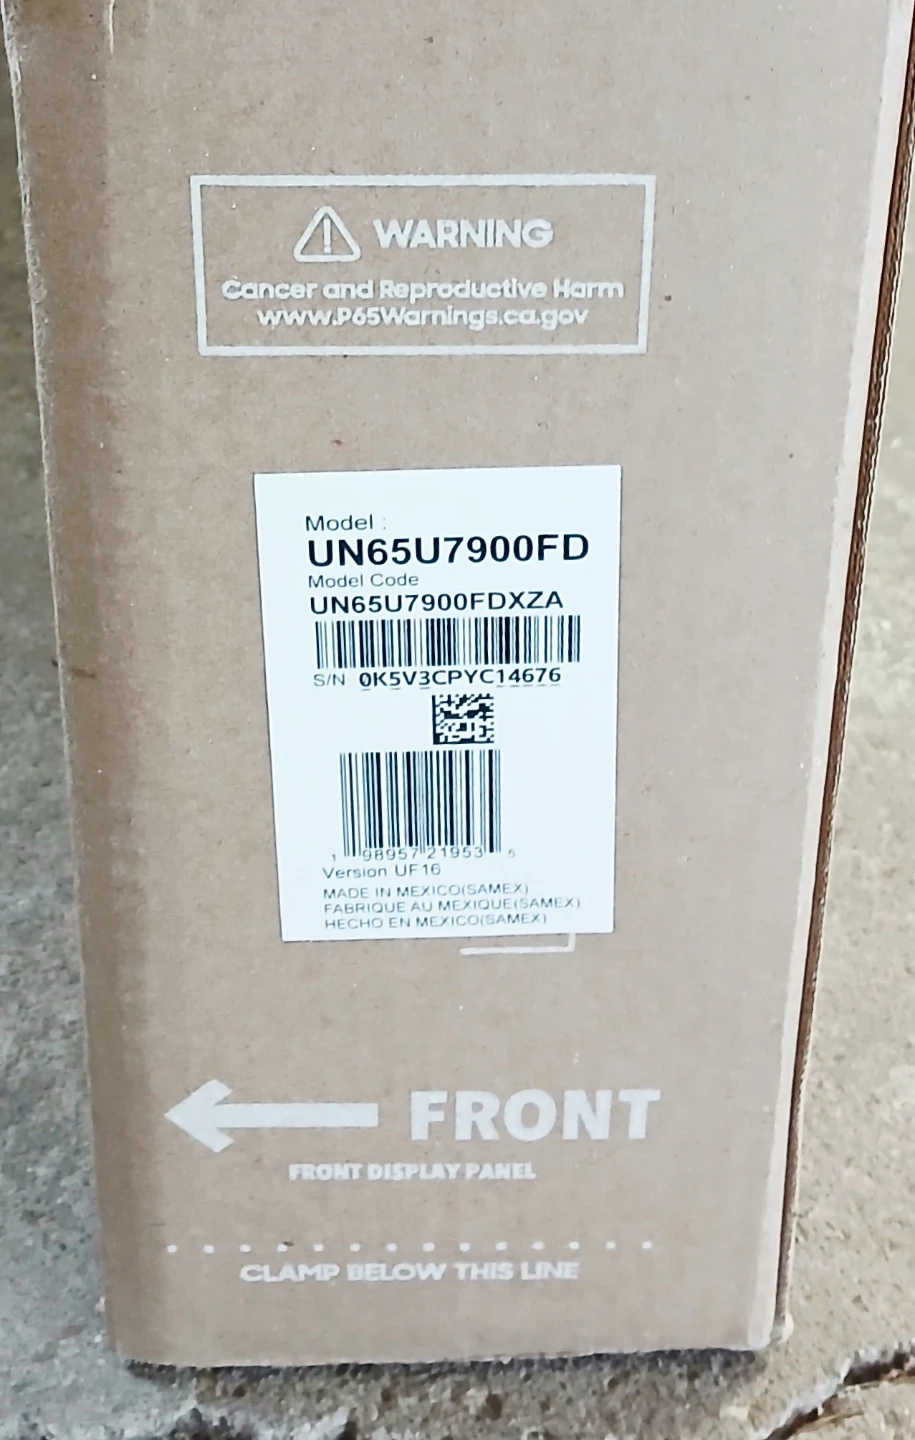 WARNING
Cancer and Reproductive Harm
www.P65Warnings.ca.gov
Model :
UN65U7900FD
Model Code
UN65U7900FDXZA
S/N 0K5V3CPYC14676
1 98957 21953 5
Version UF16
MADE IN MEXICO(SAMEX)
FABRIQUE AU MEXIQUE(SAMEX)
HECHO EN MEXICO(SAMEX)
FRONT
FRONT DISPLAY PANEL
CLAMP BELOW THIS LINE